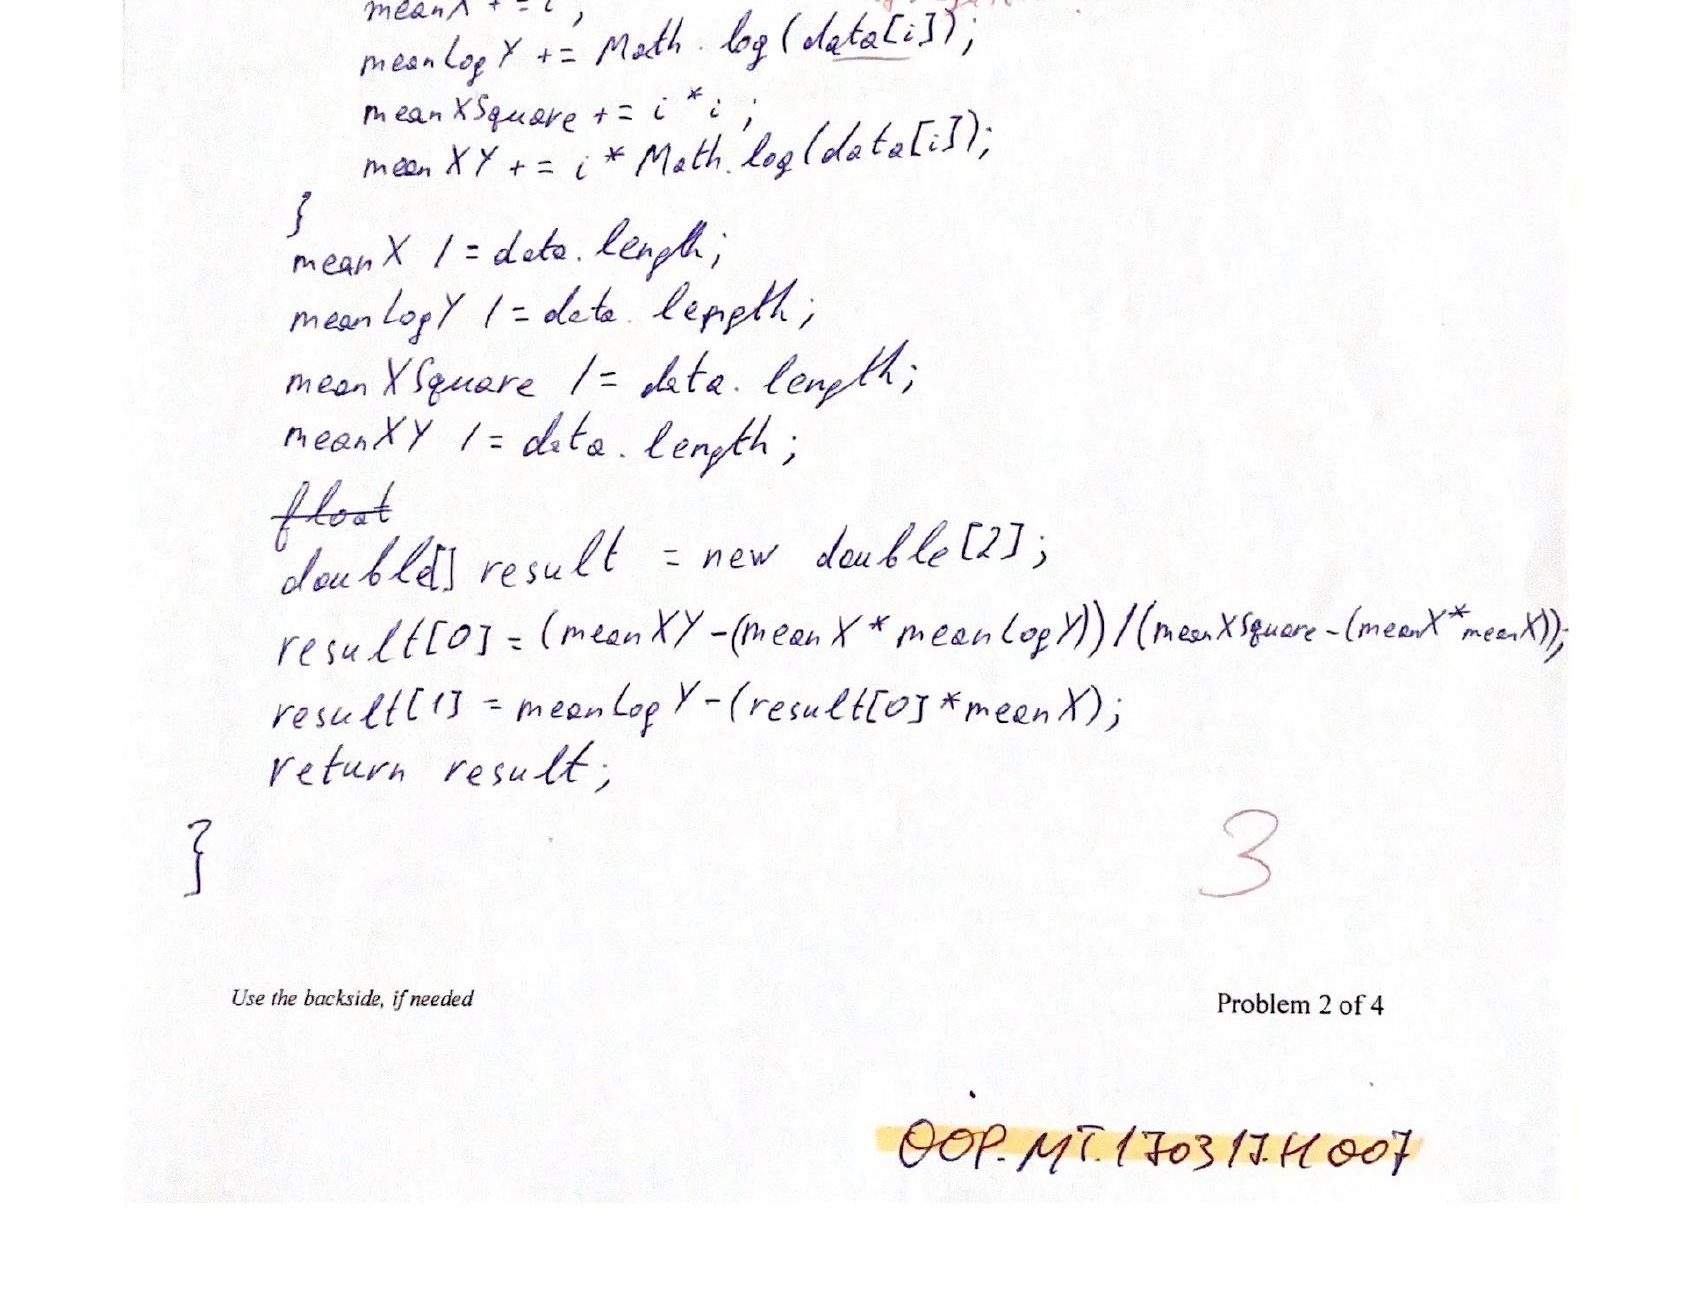 meanX += i;
meanLogY += Math.log(data[i]);
meanXSquare += i*i;
meanXY += i * Math.log(data[i]);
}
meanX /= data.length;
meanLogY /= data.length;
meanXSquare /= data.length;
meanXY /= data.length;
float
double[] result = new double[2];
result[0] = (meanXY-(meanX * meanLogY))/(meanXSquare-(meanX*meanX));
result[1] = meanLogY-(result[0]*meanX);
return result;
}
3
Use the backside, if needed
Problem 2 of 4
OOP.MT.170317.H007